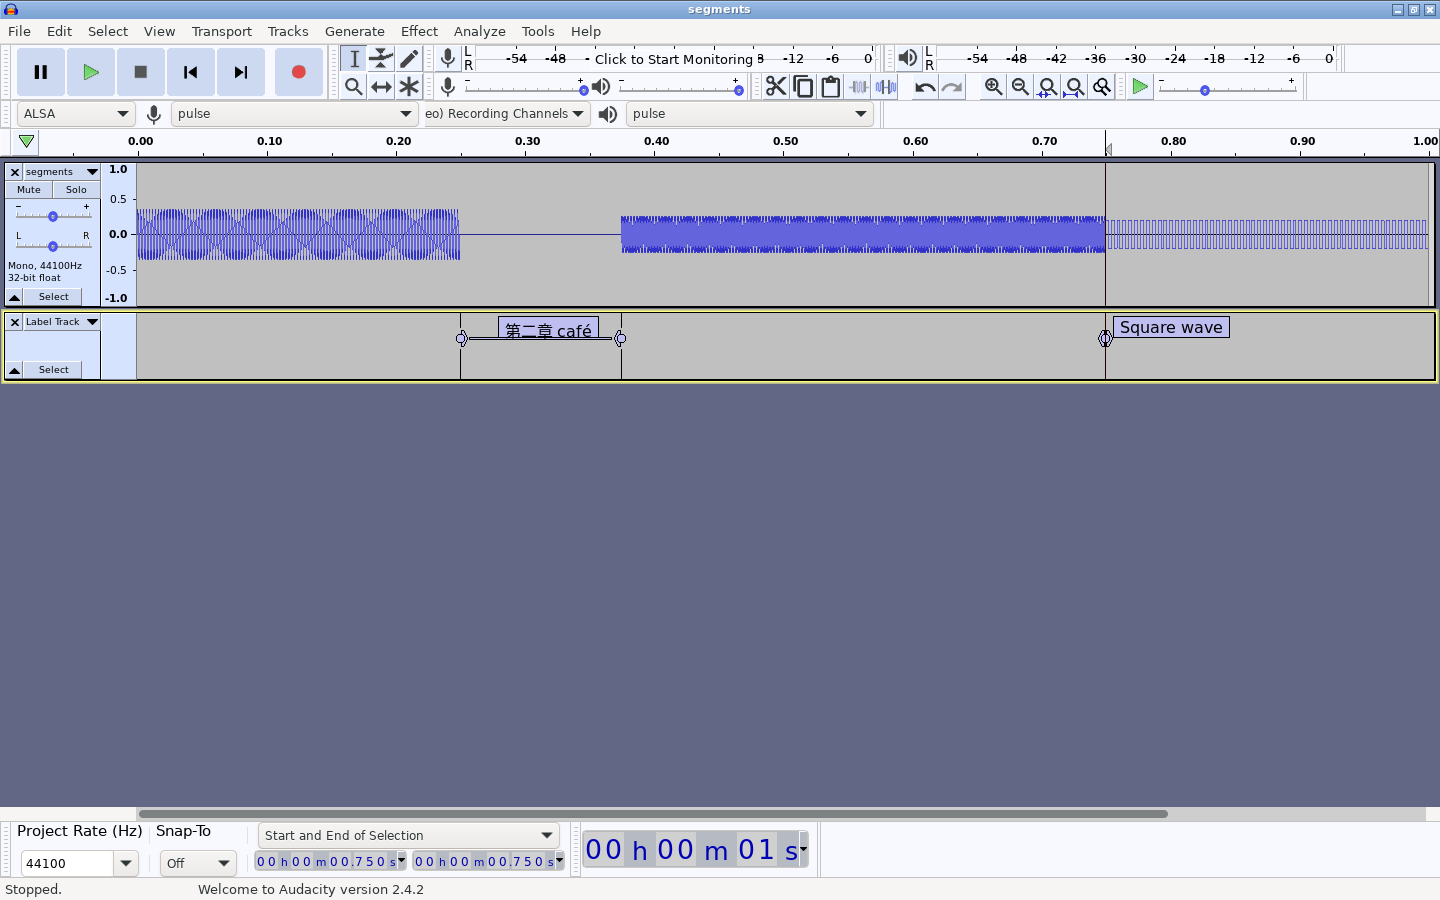 segments
File Edit Select View Transport Tracks Generate Effect Analyze Tools Help
L R -54 -48 - Click to Start Monitoring -12 -6 0
L R -54 -48 -42 -36 -30 -24 -18 -12 -6 0
ALSA pulse eo) Recording Channels pulse
0.00 0.10 0.20 0.30 0.40 0.50 0.60 0.70 0.80 0.90 1.00
segments
Mute Solo
- +
L R
Mono, 44100Hz
32-bit float
Select
1.0
0.5
0.0
-0.5
-1.0
Label Track
Select
第二章 café
Square wave
Project Rate (Hz) Snap-To
Start and End of Selection
44100 Off
00 h 00 m 00.750 s 00 h 00 m 00.750 s
00 h 00 m 01 s
Stopped. Welcome to Audacity version 2.4.2